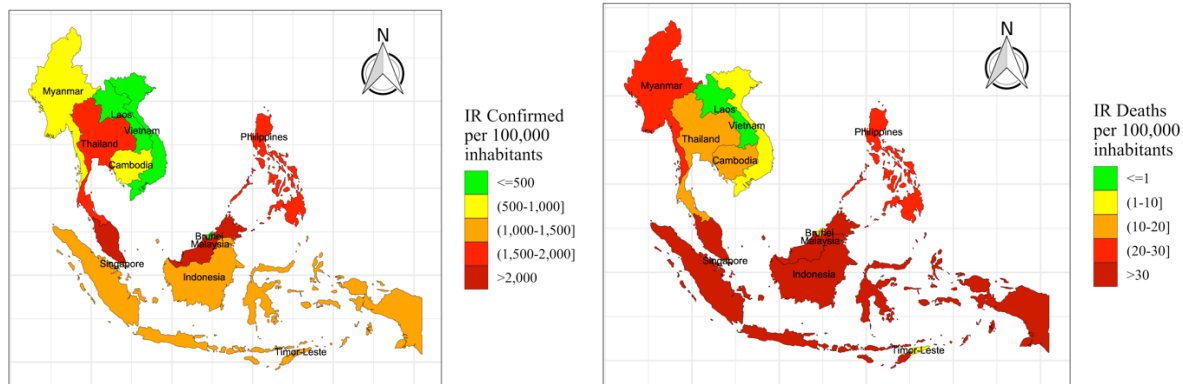 N
Myanmar
Laos
Vietnam
Thailand
Cambodia
Philippines
Brunei
Malaysia
Singapore
Indonesia
Timor-Leste
IR Confirmed
per 100,000
inhabitants
<=500
(500-1,000]
(1,000-1,500]
(1,500-2,000]
>2,000
N
Myanmar
Laos
Vietnam
Thailand
Cambodia
Philippines
Brunei
Malaysia
Singapore
Indonesia
Timor-Leste
IR Deaths
per 100,000
inhabitants
<=1
(1-10]
(10-20]
(20-30]
>30